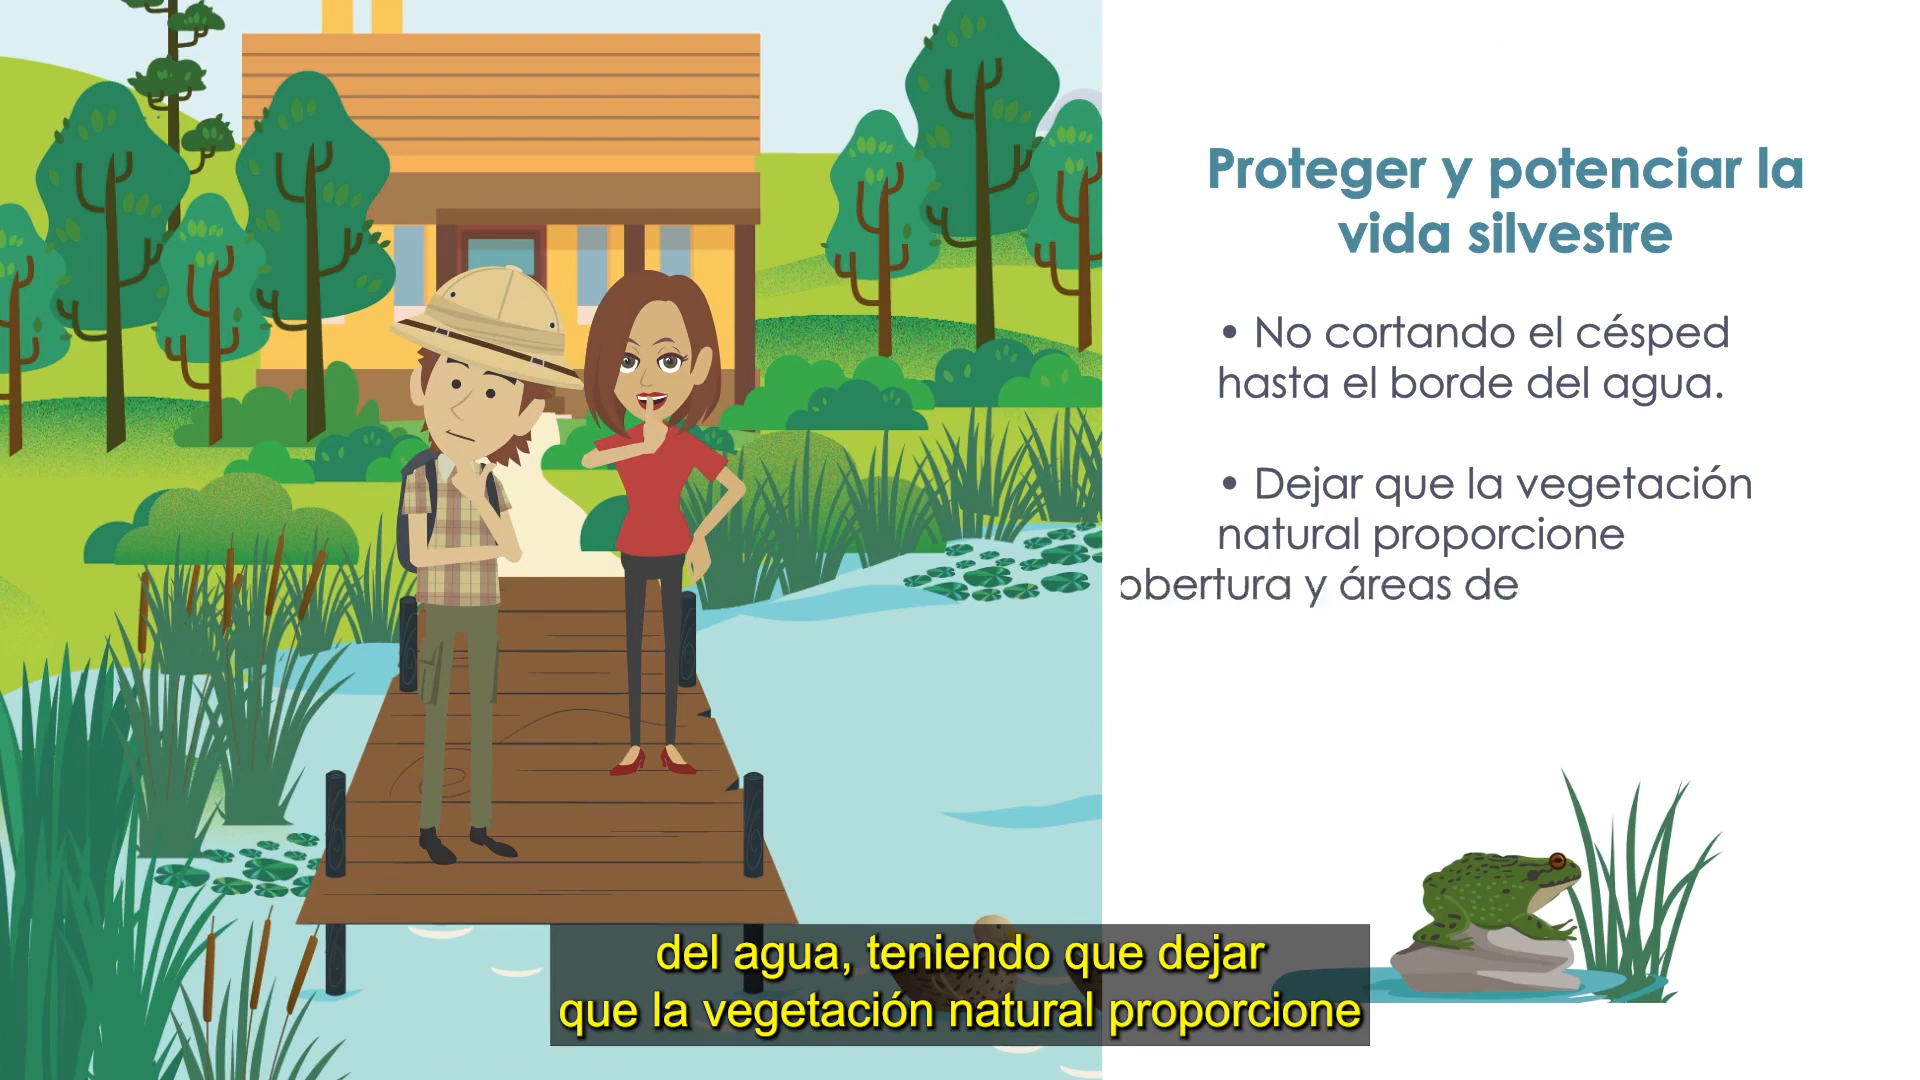 Proteger y potenciar la
vida silvestre
• No cortando el césped
hasta el borde del agua.
• Dejar que la vegetación
natural proporcione
obertura y áreas de
del agua, teniendo que dejar
que la vegetación natural proporcione